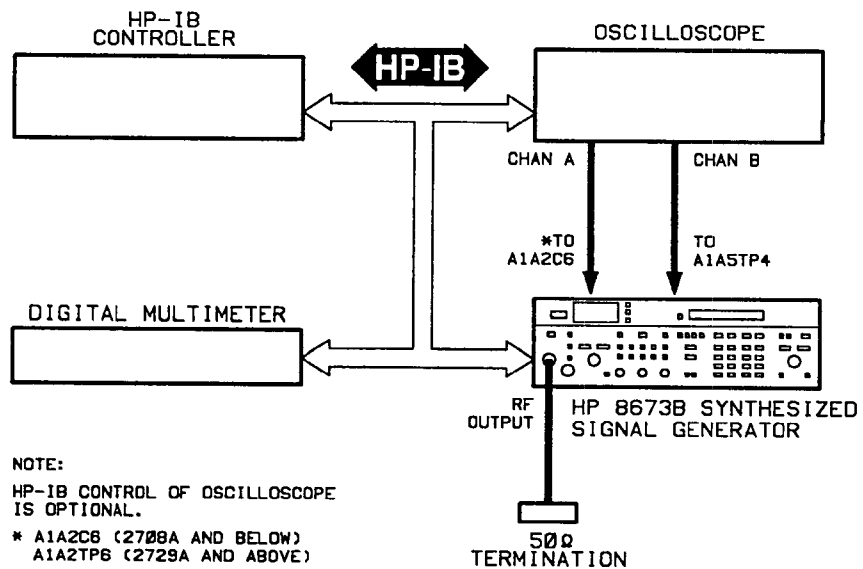 HP-IB
CONTROLLER
OSCILLOSCOPE
HP-IB
CHAN A
CHAN B
*TO
A1A2C6
TO
A1A5TP4
DIGITAL MULTIMETER
RF
OUTPUT
HP 8673B SYNTHESIZED
SIGNAL GENERATOR
NOTE:
HP-IB CONTROL OF OSCILLOSCOPE
IS OPTIONAL.
* A1A2C6 (2708A AND BELOW)
A1A2TP6 (2729A AND ABOVE)
50Ω
TERMINATION